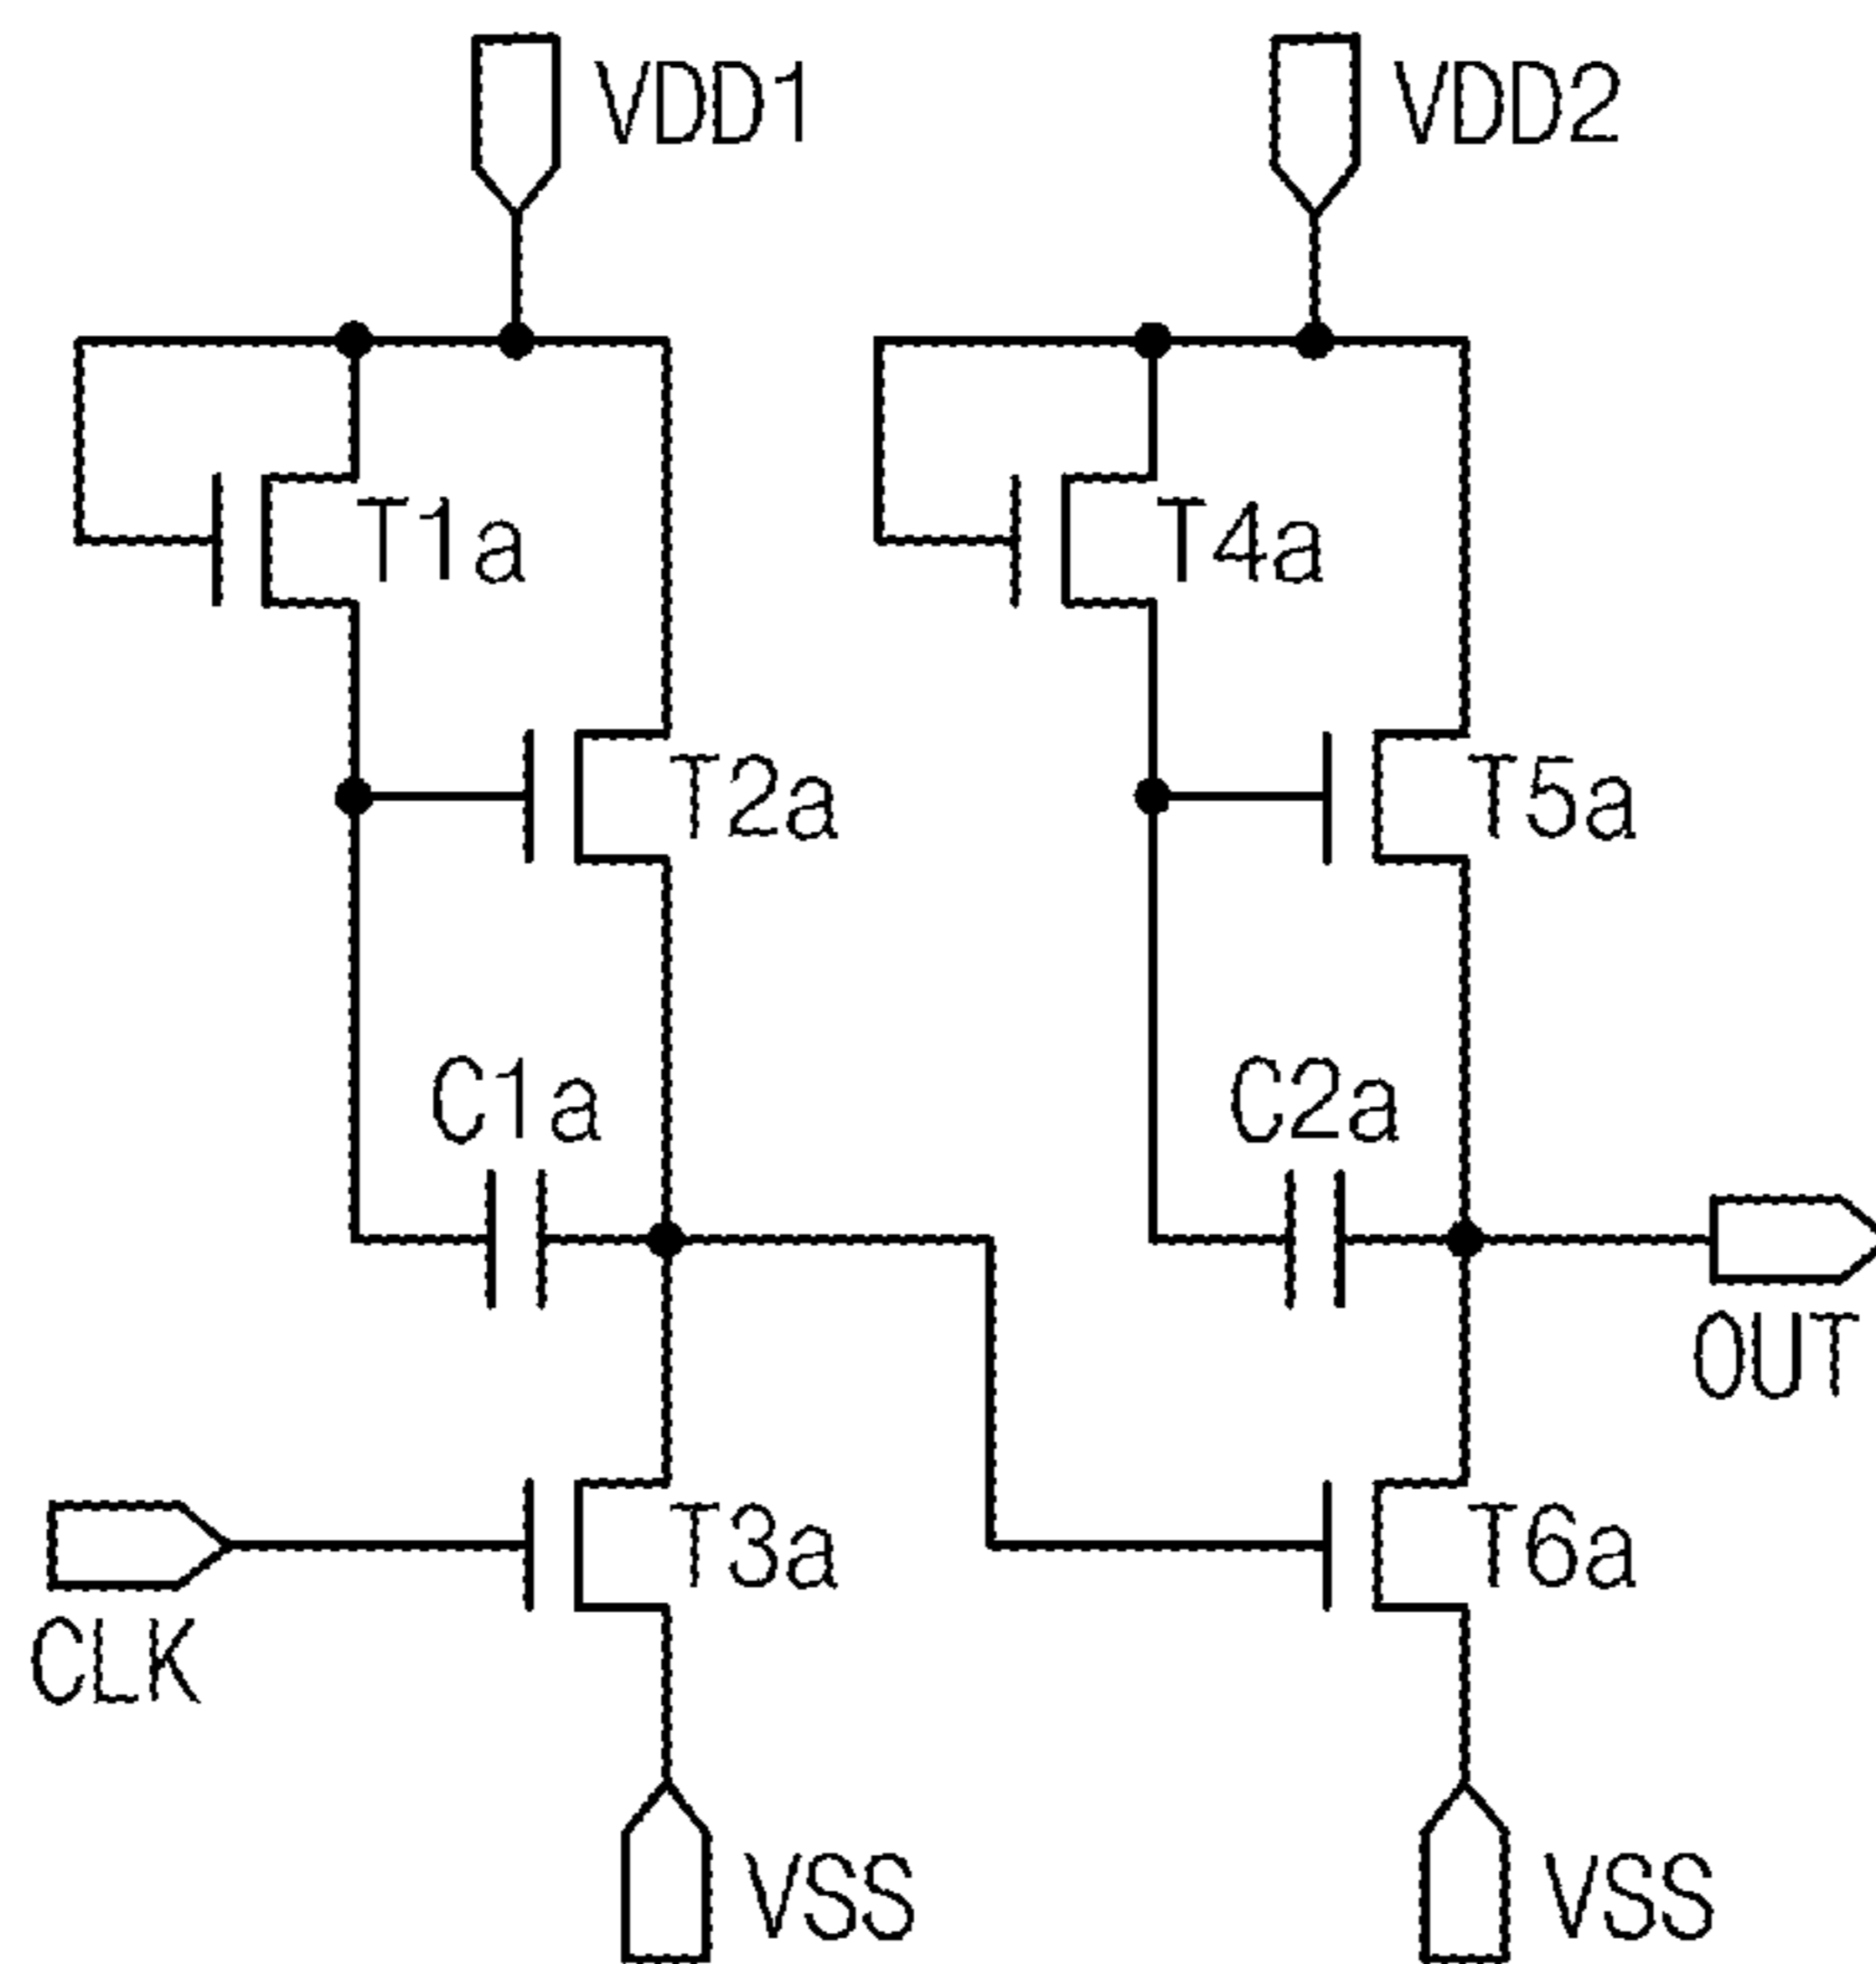 VDD1 VDD2
T1a T4a
T2a T5a
C1a C2a
OUT
T3a T6a
CLK
VSS VSS